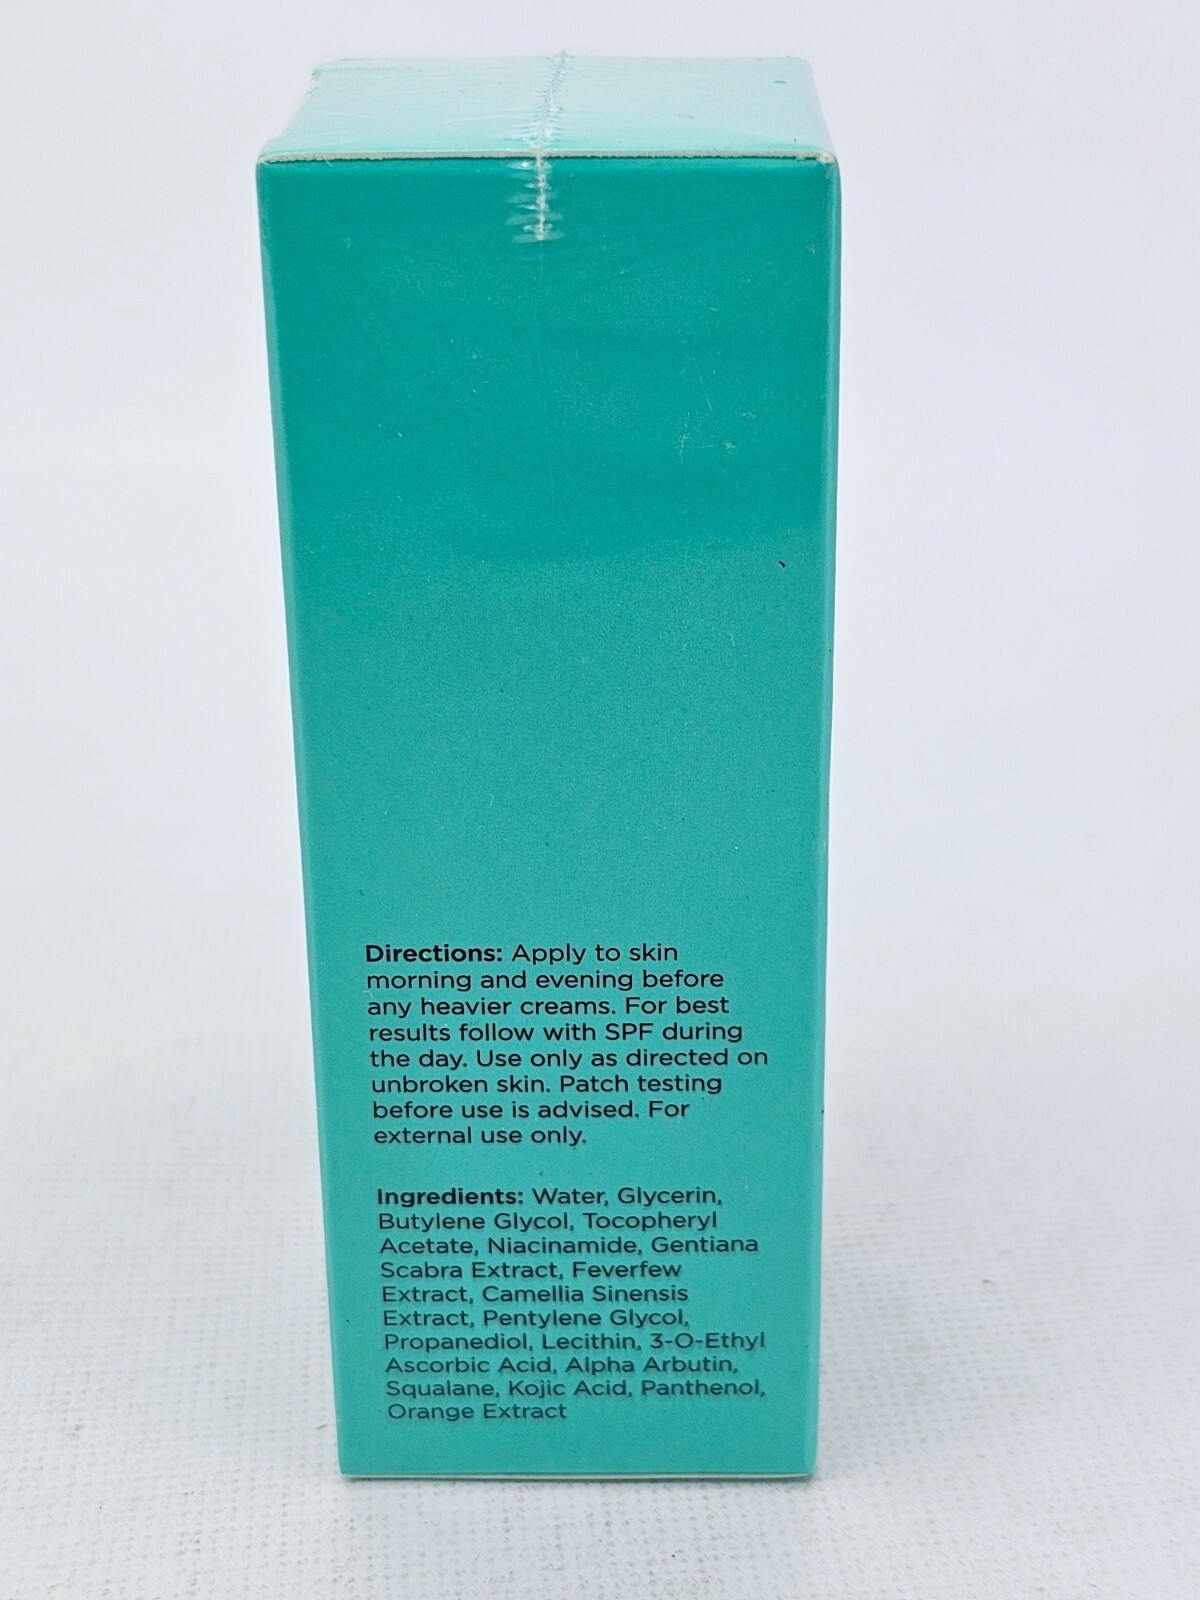 Directions: Apply to skin
morning and evening before
any heavier creams. For best
results follow with SPF during
the day. Use only as directed on
unbroken skin. Patch testing
before use is advised. For
external use only.
Ingredients: Water, Glycerin,
Butylene Glycol, Tocopheryl
Acetate, Niacinamide, Gentiana
Scabra Extract, Feverfew
Extract, Camellia Sinensis
Extract, Pentylene Glycol,
Propanediol, Lecithin, 3-O-Ethyl
Ascorbic Acid, Alpha Arbutin,
Squalane, Kojic Acid, Panthenol,
Orange Extract